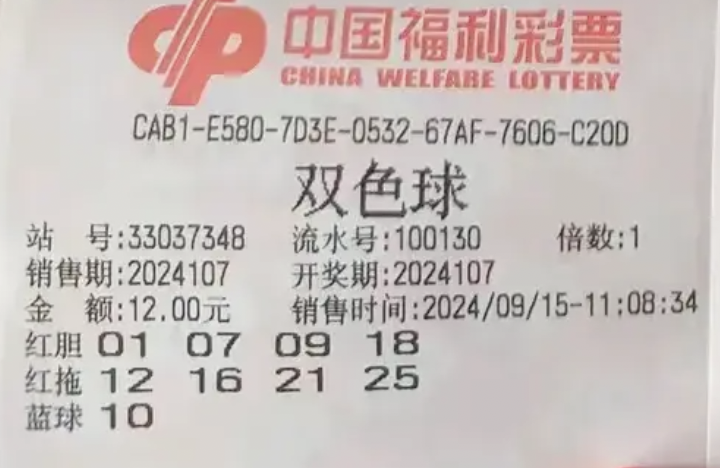 中国福利彩票
CHINA WELFARE LOTTERY
CAB1-E580-7D3E-0532-67AF-7606-C20D
双色球
站 号:33037348 流水号:100130 倍数:1
销售期:2024107 开奖期:2024107
金 额:12.00元 销售时间:2024/09/15-11:08:34
红胆 01 07 09 18
红拖 12 16 21 25
蓝球 10